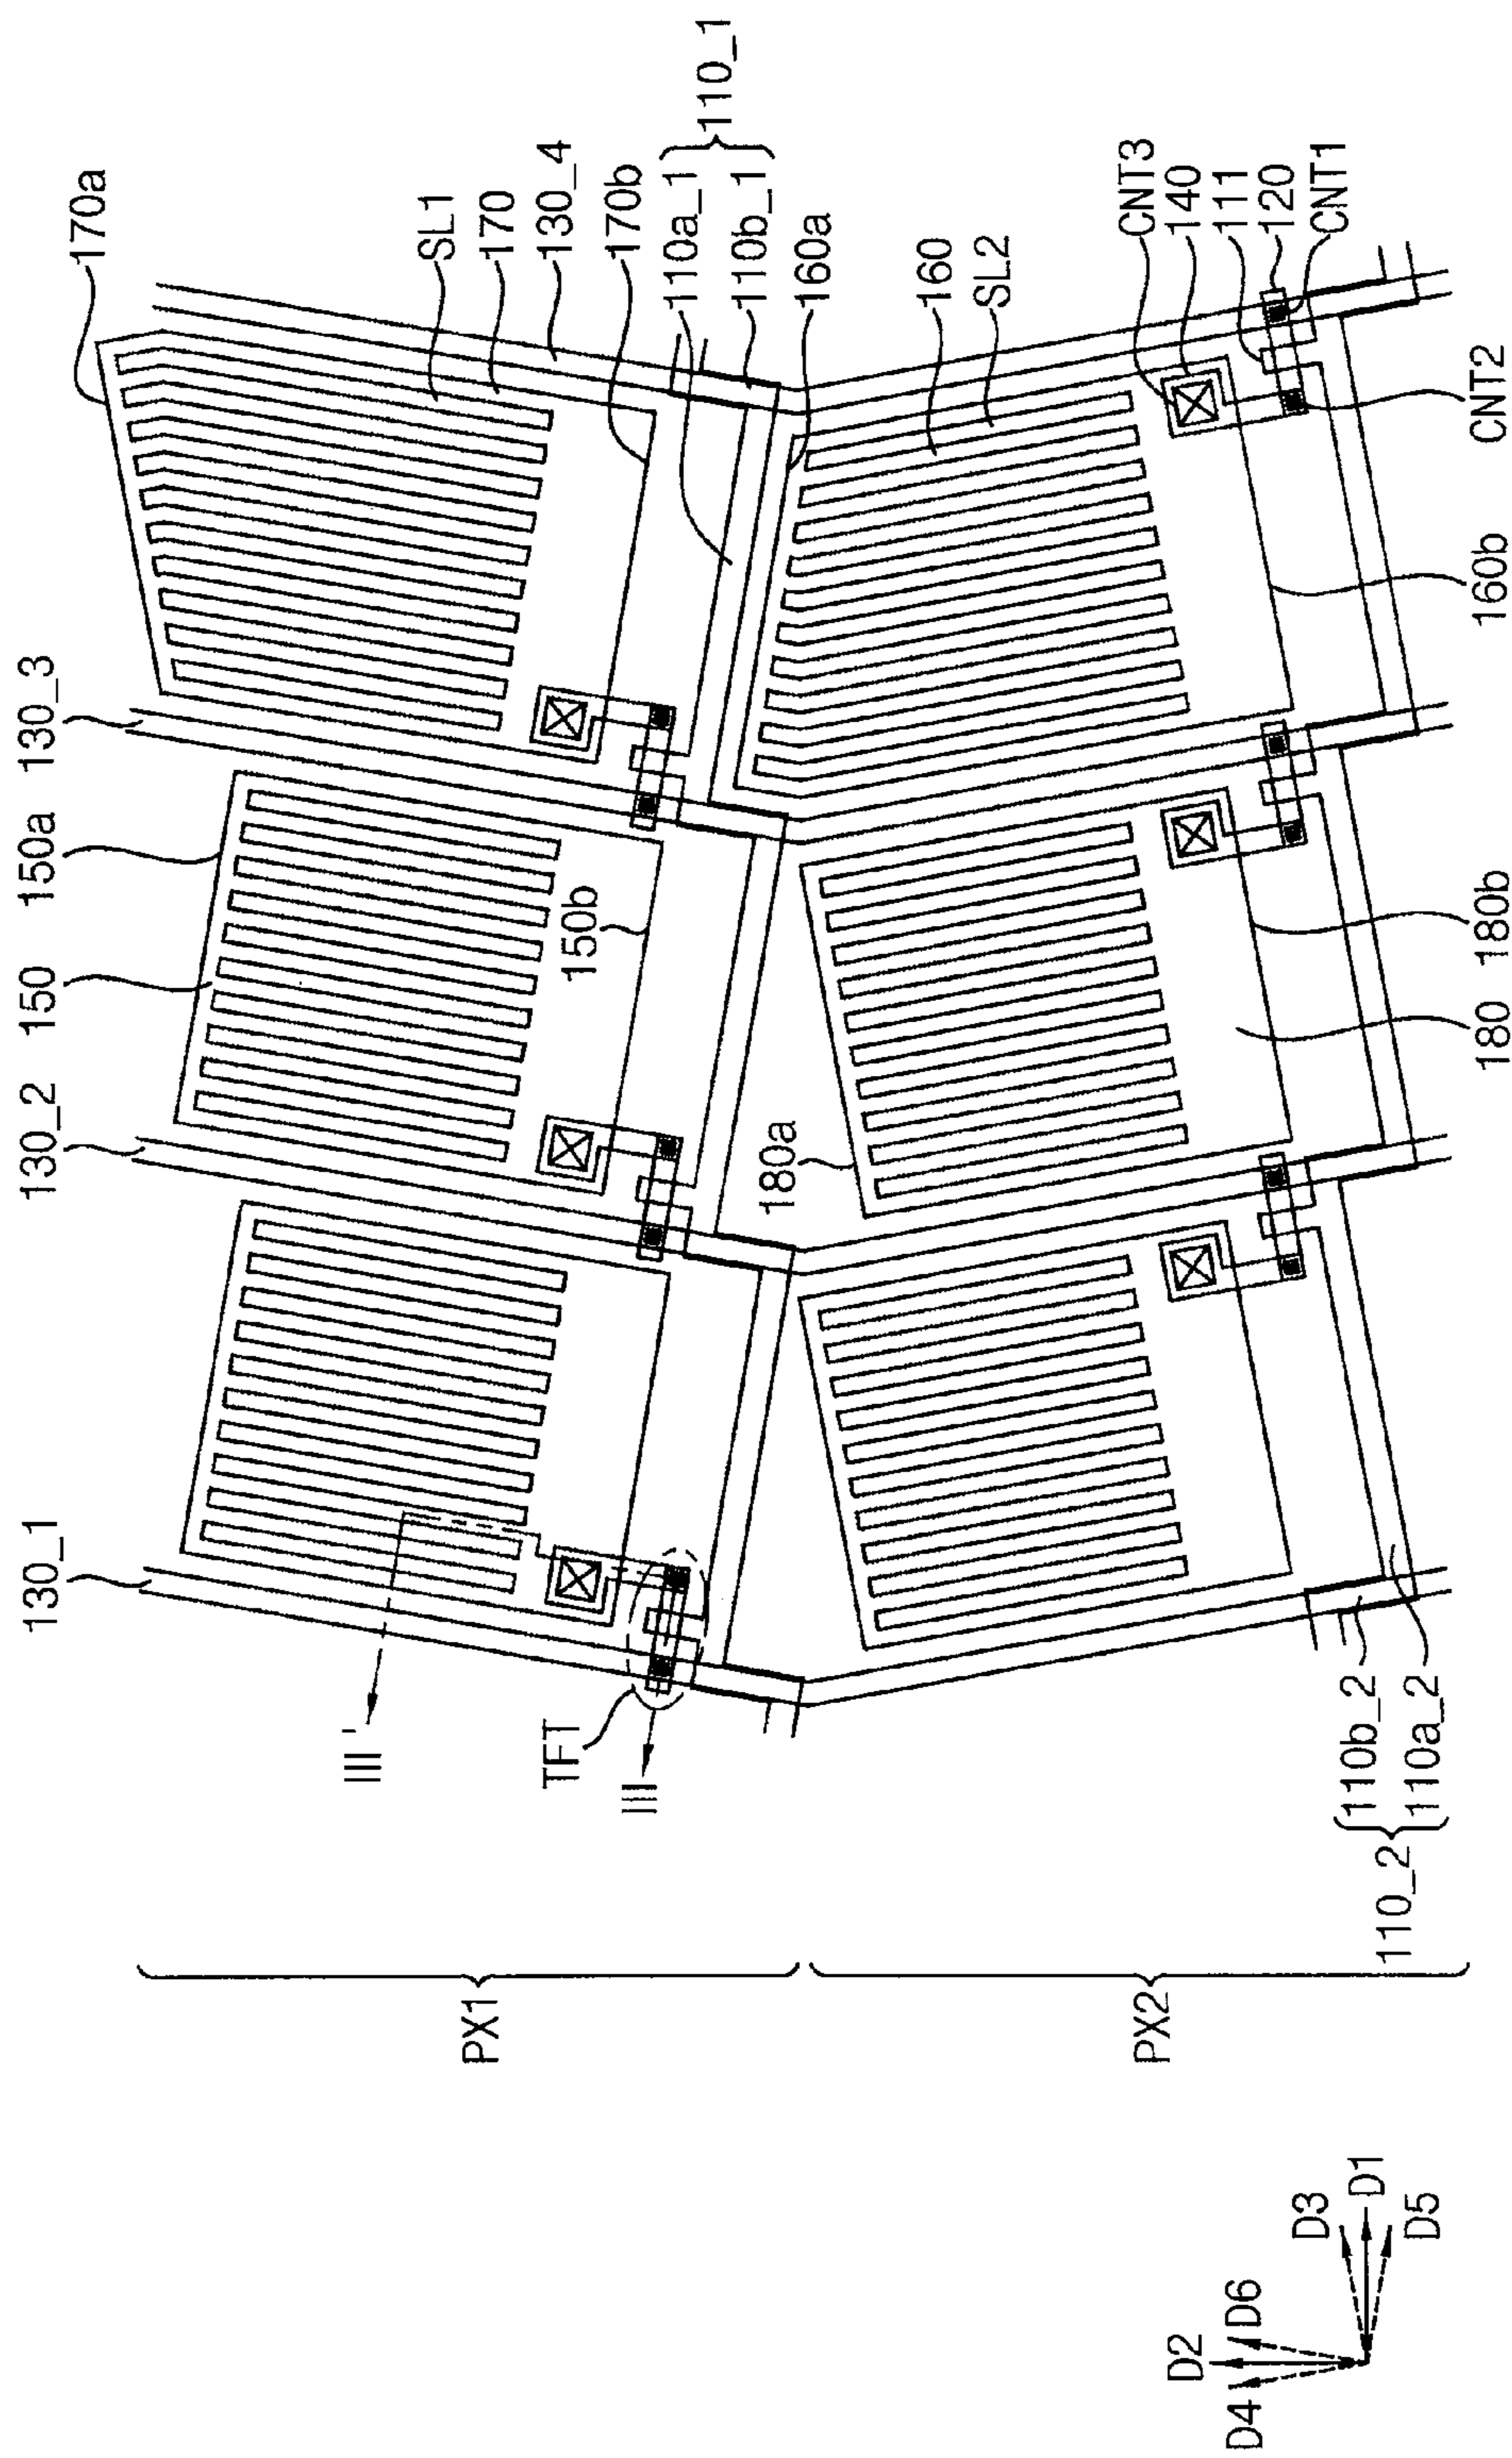 130_1
130_2
150
150a
130_3
170a
SL1
170
130_4
170b
110a_1
110b_1
110_1
160a
160
SL2
CNT3
140
111
120
CNT1
CNT2
160b
180b
180
180a
150b
III'
TFT
III
110b_2
110a_2
110_2
PX1
PX2
D1
D2
D3
D4
D5
D6